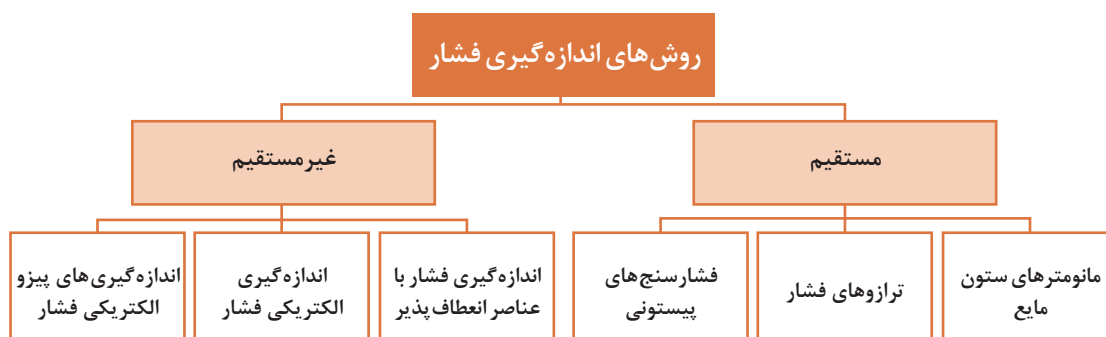 روش‌های اندازه‌گیری فشار
مستقیم
غیرمستقیم
مانومترهای ستون
مایع
ترازوهای فشار
فشارسنج‌های
پیستونی
اندازه‌گیری فشار با
عناصر انعطاف‌پذیر
اندازه‌گیری
الکتریکی فشار
اندازه‌گیری‌های پیزو
الکتریکی فشار